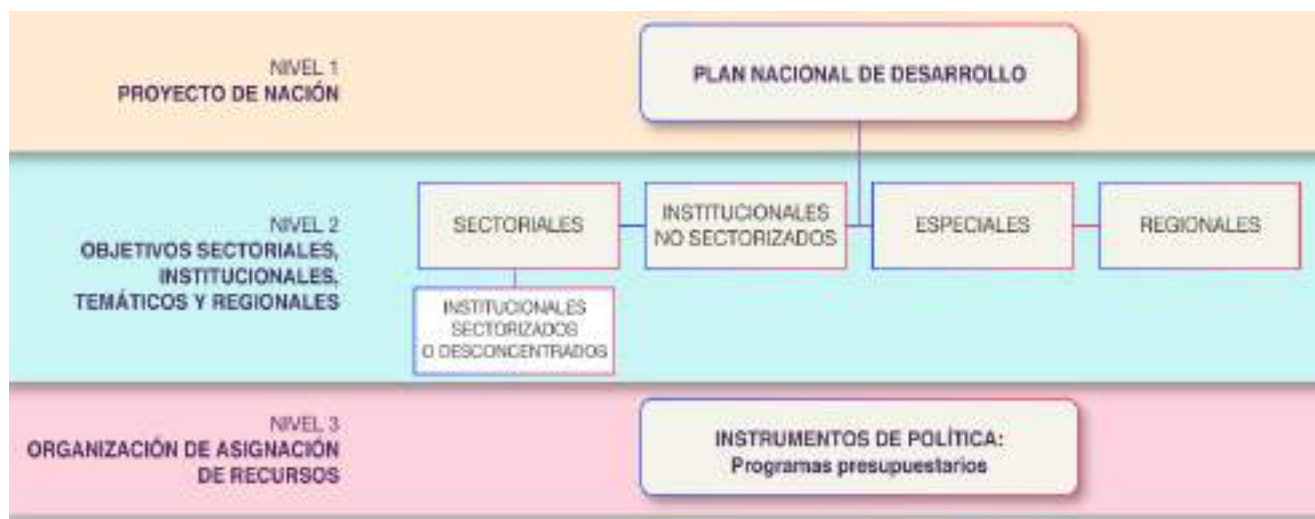 NIVEL 1
PROYECTO DE NACIÓN
PLAN NACIONAL DE DESARROLLO
NIVEL 2
OBJETIVOS SECTORIALES,
INSTITUCIONALES,
TEMÁTICOS Y REGIONALES
SECTORIALES
INSTITUCIONALES
NO SECTORIZADOS
ESPECIALES
REGIONALES
INSTITUCIONALES
SECTORIZADOS
O DESCONCENTRADOS
NIVEL 3
ORGANIZACIÓN DE ASIGNACIÓN
DE RECURSOS
INSTRUMENTOS DE POLÍTICA:
Programas presupuestarios